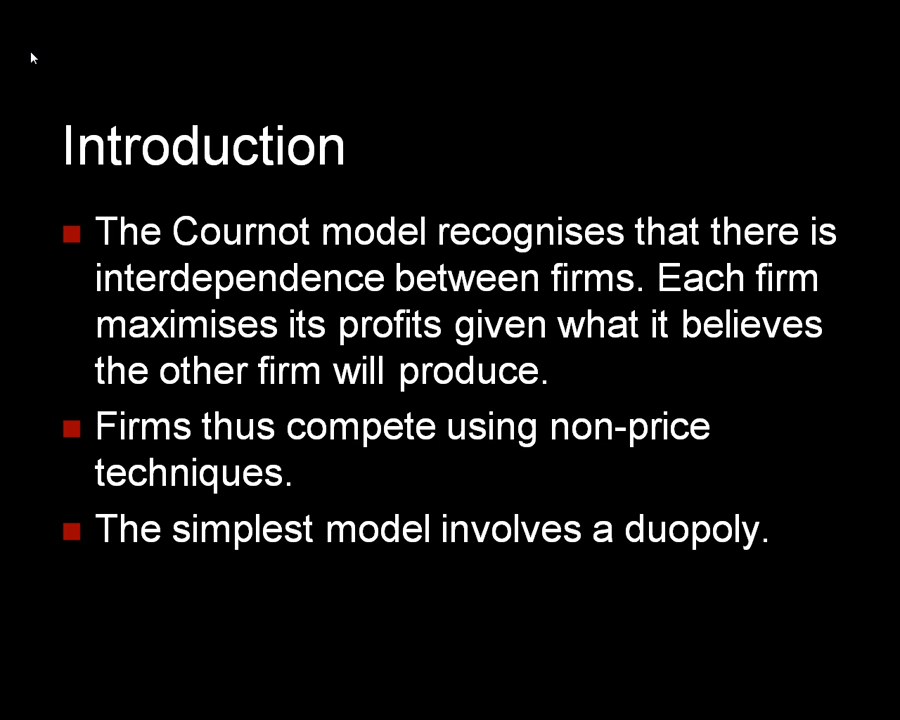 Introduction
The Cournot model recognises that there is
interdependence between firms. Each firm
maximises its profits given what it believes
the other firm will produce.
Firms thus compete using non-price
techniques.
The simplest model involves a duopoly.